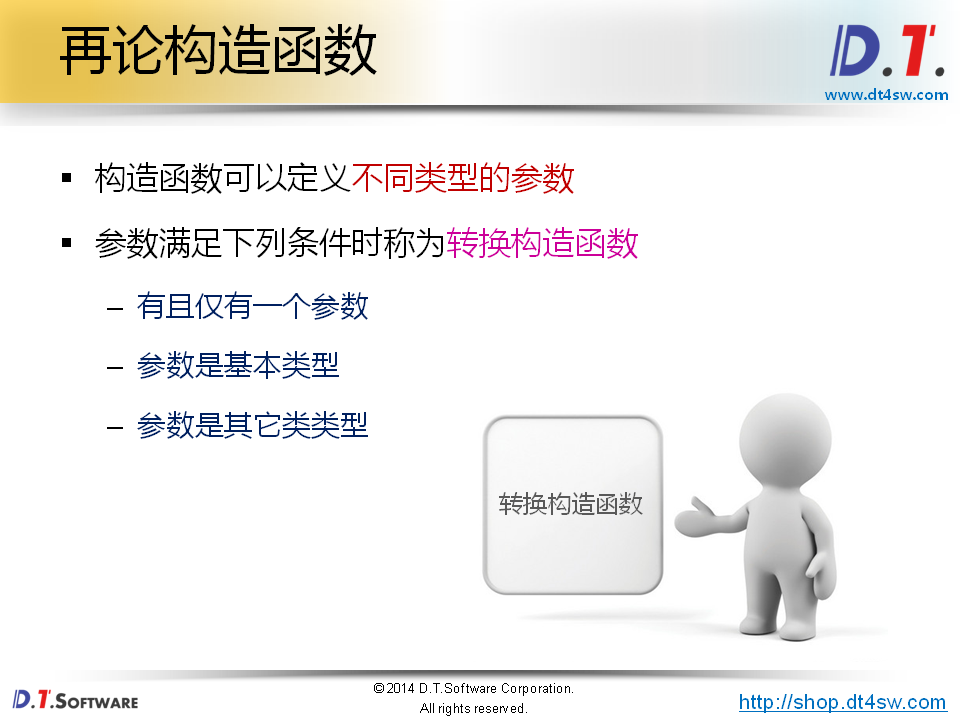 再论构造函数
D.T.
www.dt4sw.com
▪ 构造函数可以定义不同类型的参数
▪ 参数满足下列条件时称为转换构造函数
– 有且仅有一个参数
– 参数是基本类型
– 参数是其它类类型
转换构造函数
D.T.SOFTWARE
©2014 D.T.Software Corporation.
All rights reserved.
http://shop.dt4sw.com